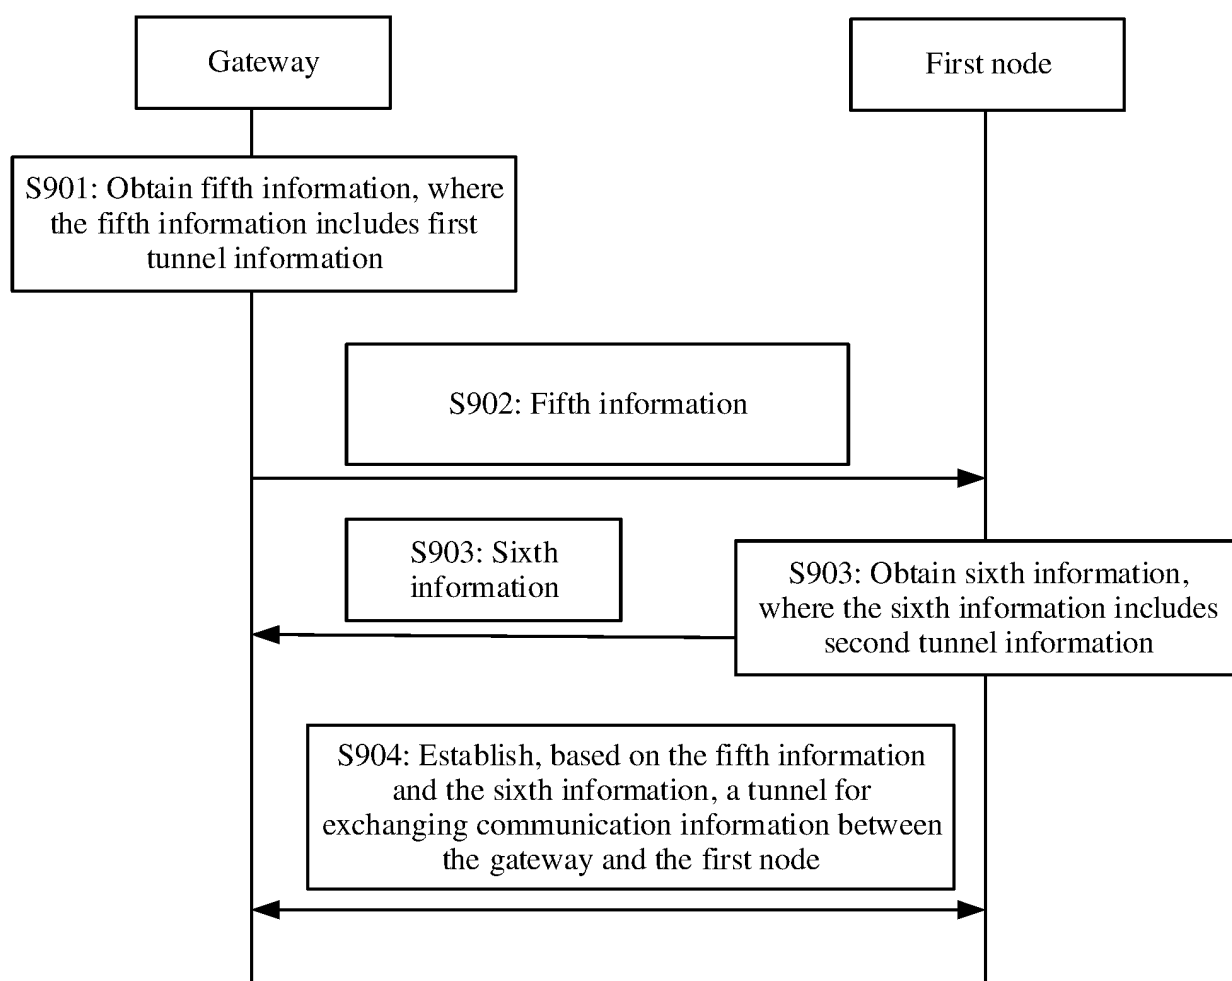 Gateway
First node
S901: Obtain fifth information, where
the fifth information includes first
tunnel information
S902: Fifth information
S903: Sixth
information
S903: Obtain sixth information,
where the sixth information includes
second tunnel information
S904: Establish, based on the fifth information
and the sixth information, a tunnel for
exchanging communication information between
the gateway and the first node